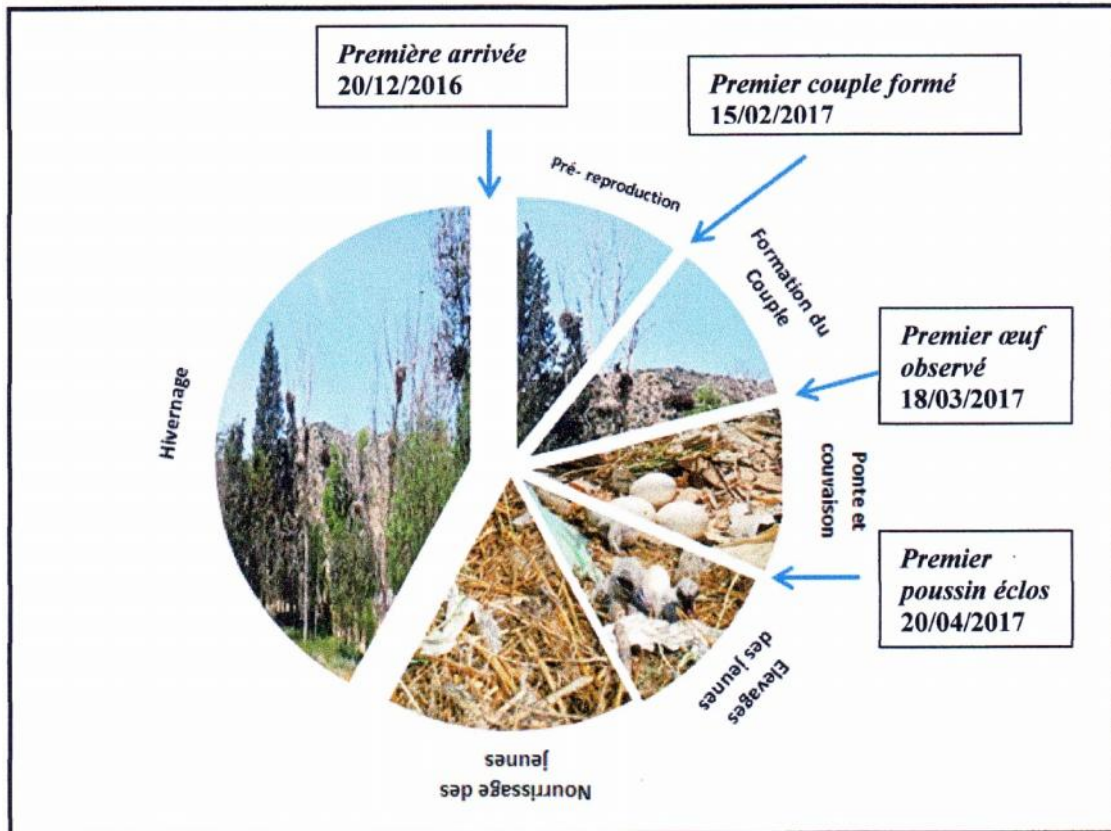 Première arrivée
20/12/2016
Premier couple formé
15/02/2017
Pré- reproduction
Formation du
Couple
Premier œuf
observé
18/03/2017
Ponte et
couvaison
Premier
poussin éclos
20/04/2017
Elevages
des jeunes
Nourrissage des
jeunes
Hivernage